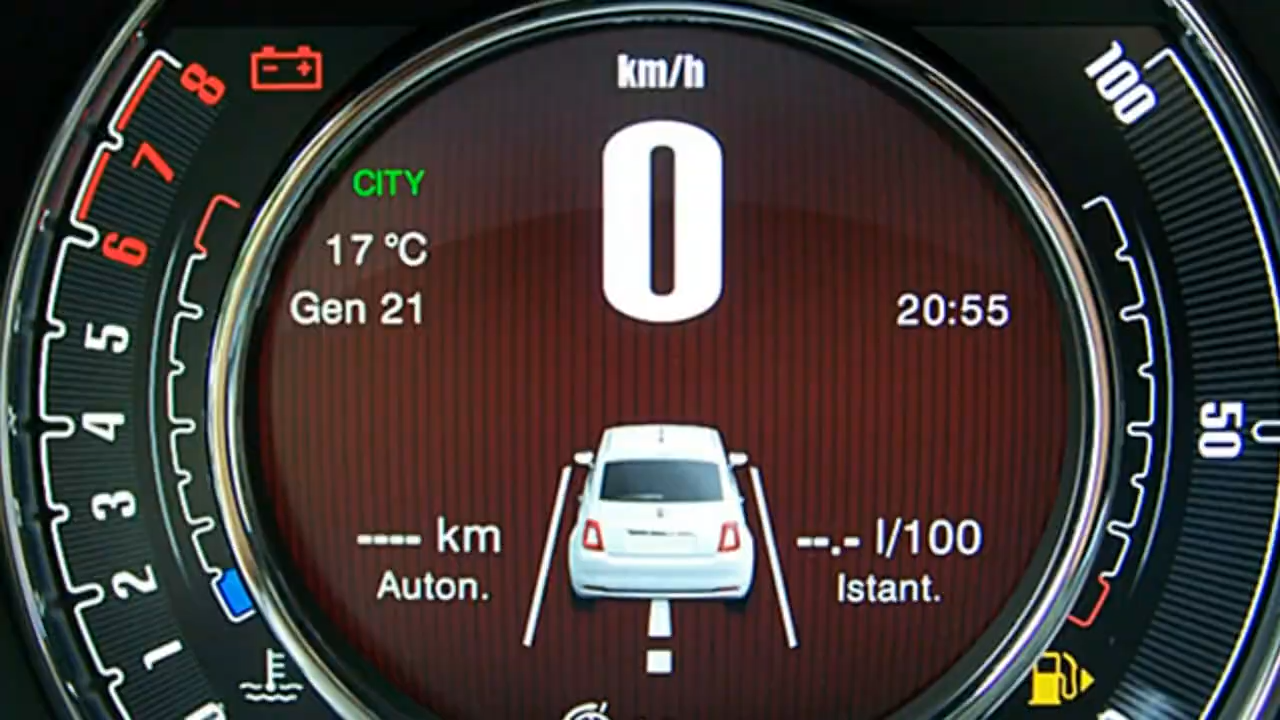 km/h
0
CITY
17 °C
Gen 21
20:55
---- km
Auton.
--.- l/100
Istant.
8
7
6
5
4
3
2
1
100
50